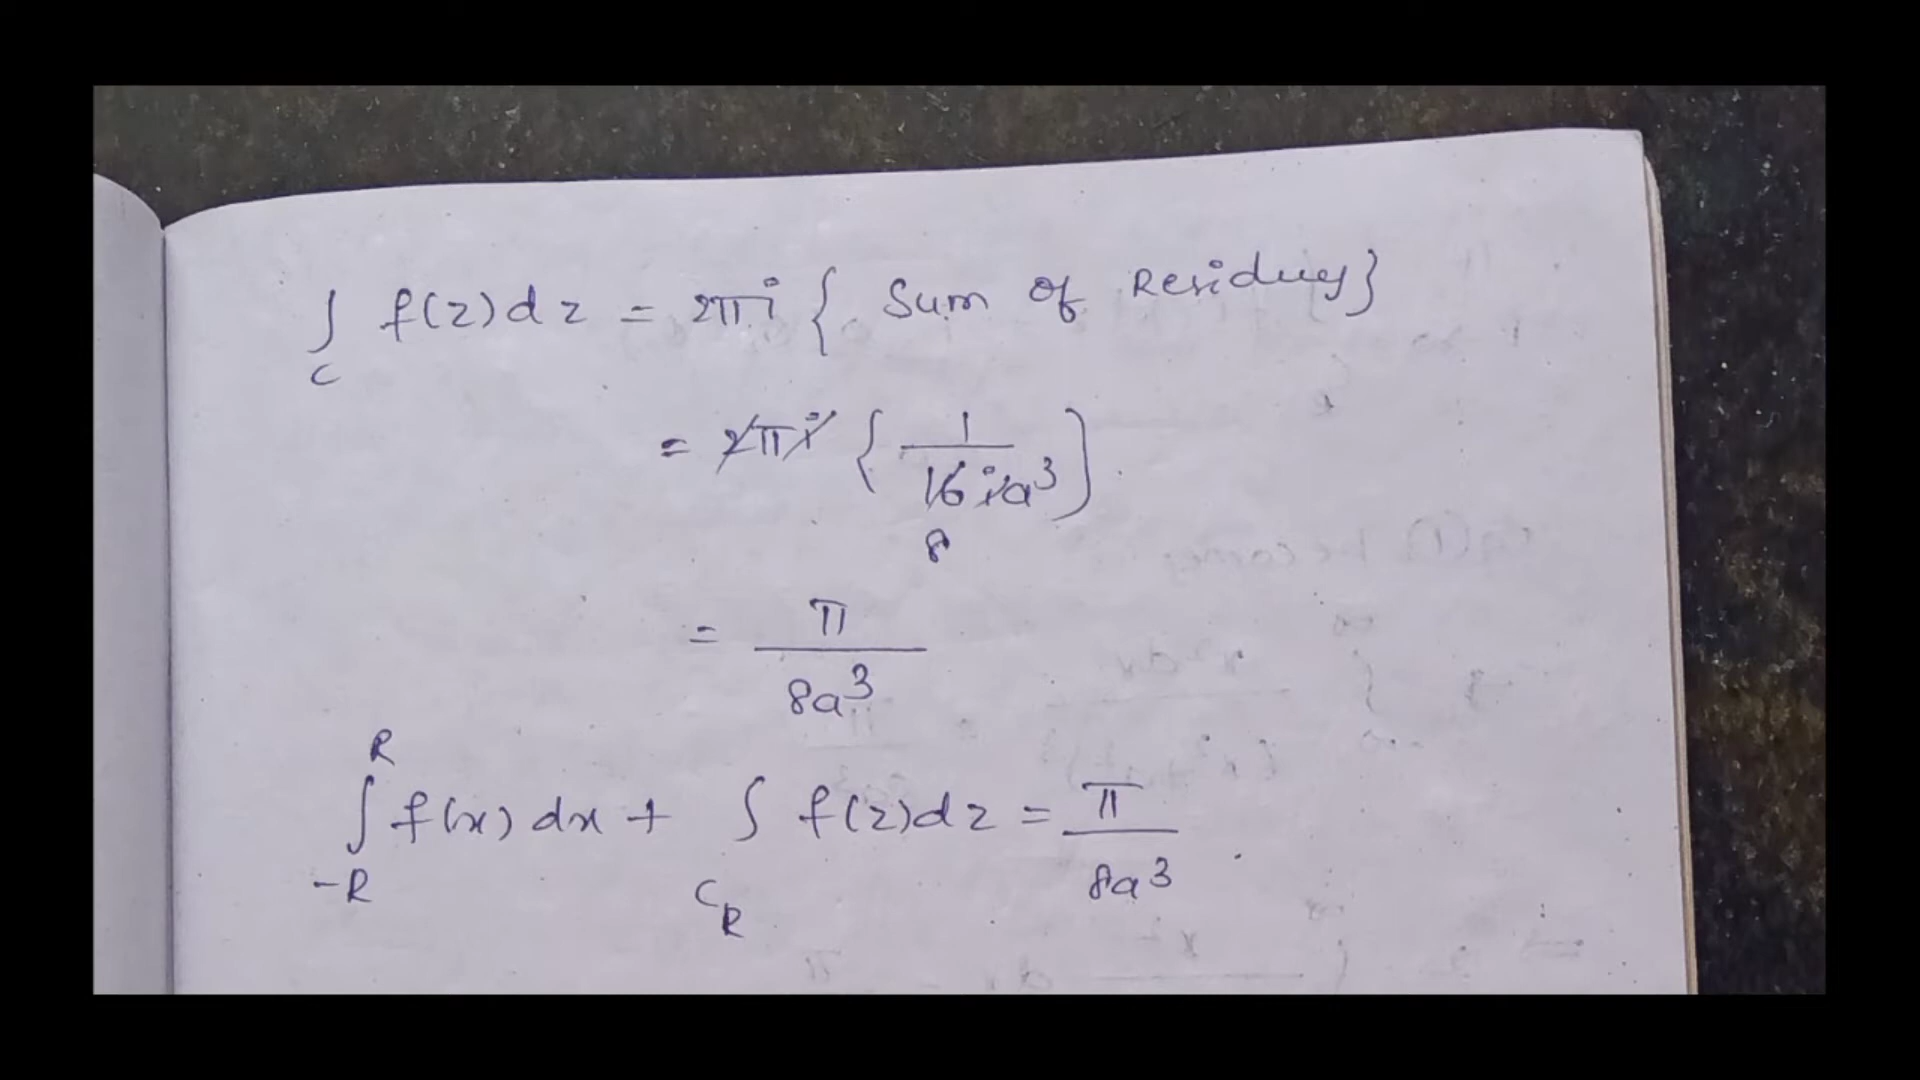 ∫_C f(z)dz = 2πi { Sum of Residues}
= 2πi { 1/(16ia³) }
8
= π/(8a³)
∫_{-R}^{R} f(x) dx + ∫_{C_R} f(z)dz = π/(8a³)